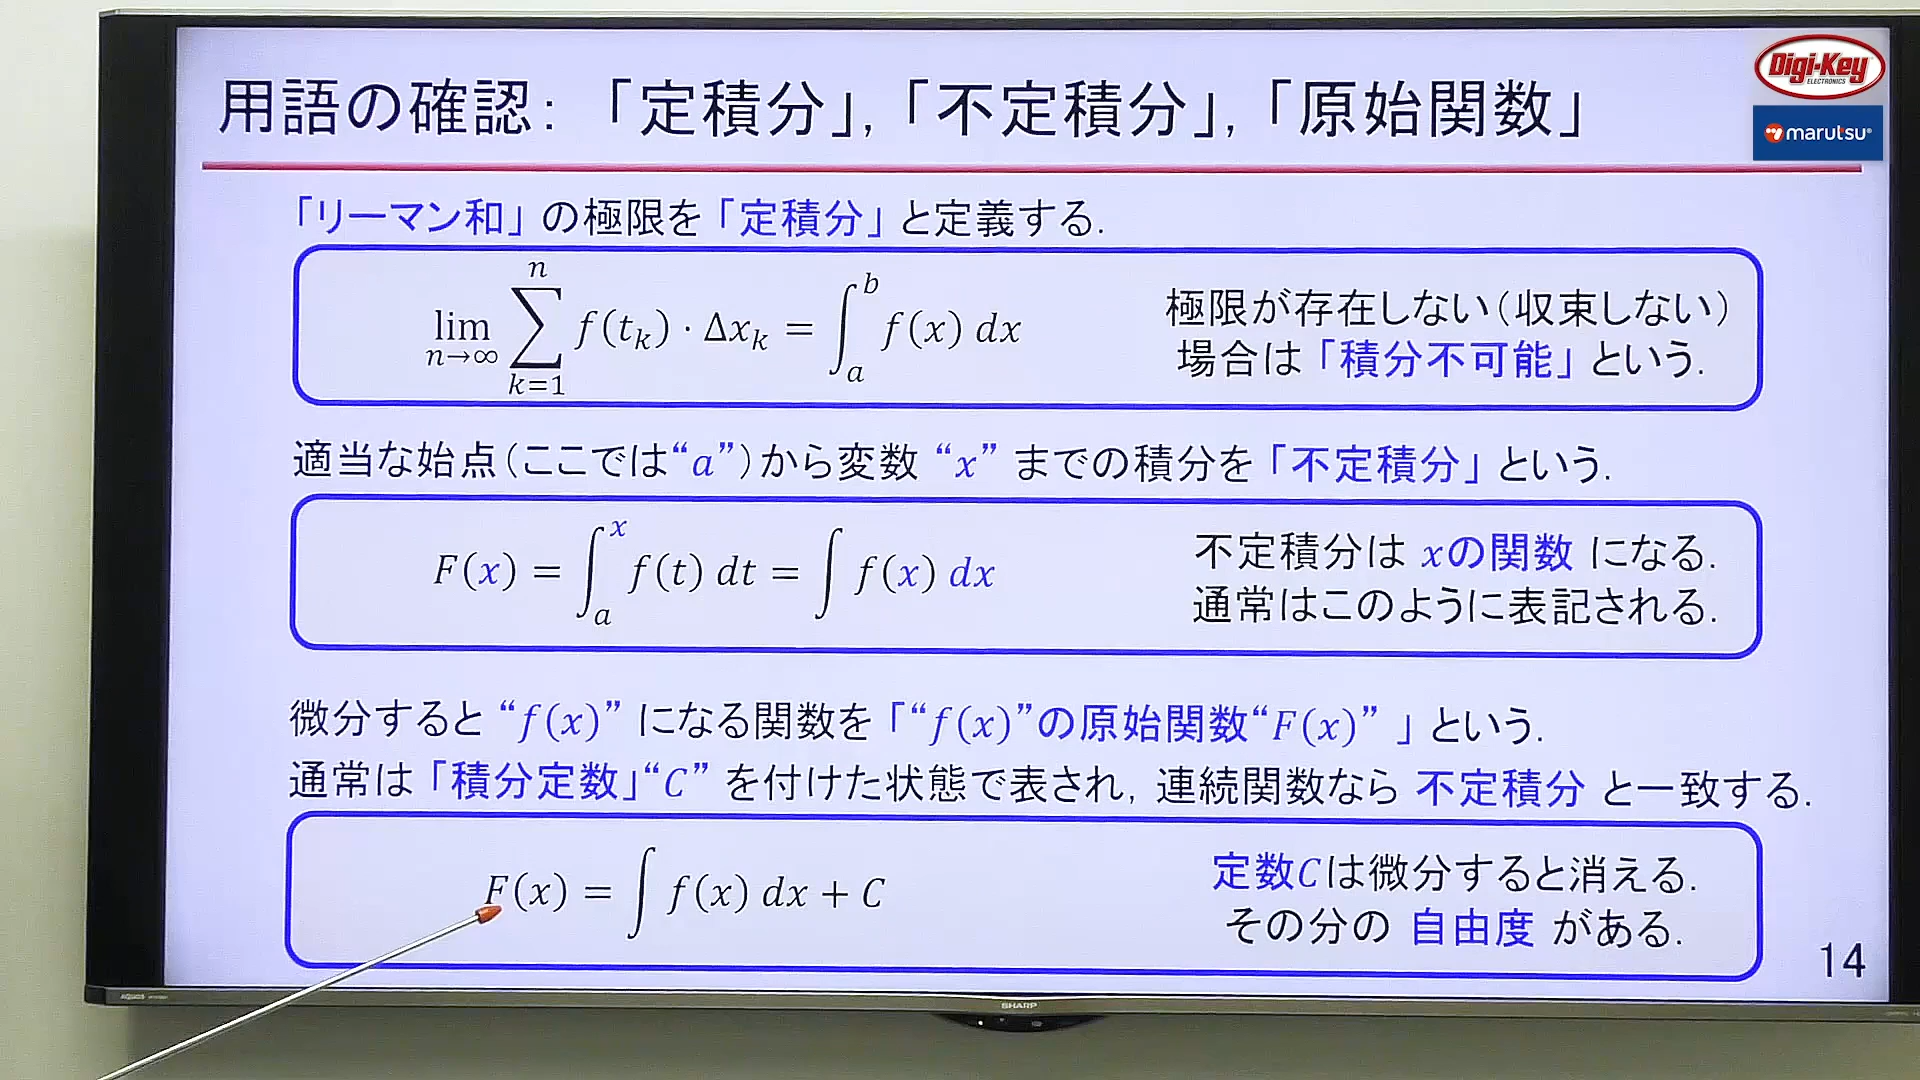 用語の確認: 「定積分」, 「不定積分」, 「原始関数」
Digi-Key
ELECTRONICS
marutsu
「リーマン和」 の極限を 「定積分」 と定義する.
lim_{n→∞} ∑_{k=1}^{n} f(t_k) · Δx_k = ∫_a^b f(x) dx
極限が存在しない(収束しない)
場合は 「積分不可能」 という.
適当な始点(ここでは“a”)から変数 “x” までの積分を 「不定積分」 という.
F(x) = ∫_a^x f(t) dt = ∫ f(x) dx
不定積分は xの関数 になる.
通常はこのように表記される.
微分すると “f(x)” になる関数を 「“f(x)”の原始関数“F(x)” 」 という.
通常は 「積分定数」“C” を付けた状態で表され, 連続関数なら 不定積分 と一致する.
F(x) = ∫ f(x) dx + C
定数Cは微分すると消える.
その分の 自由度 がある.
14
AQUOS
SHARP